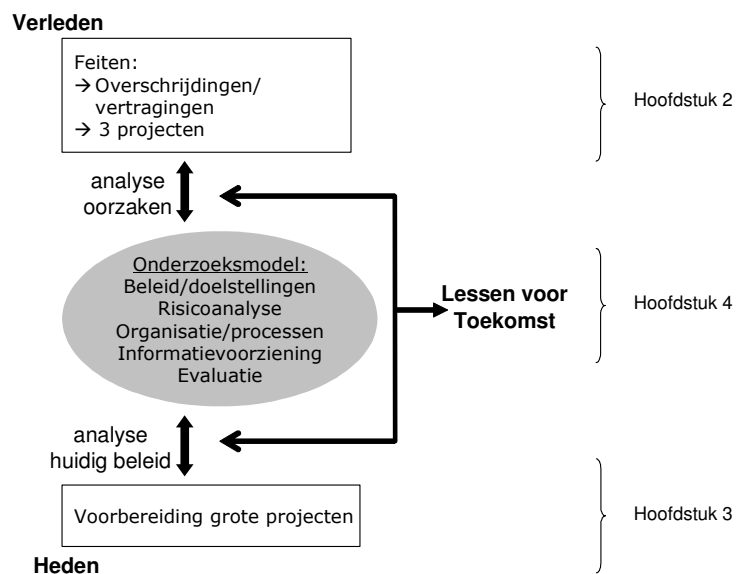 Verleden
Feiten:
→ Overschrijdingen/
vertragingen
→ 3 projecten
Hoofdstuk 2
analyse
oorzaken
Onderzoeksmodel:
Beleid/doelstellingen
Risicoanalyse
Organisatie/processen
Informatievoorziening
Evaluatie
Lessen voor
Toekomst
Hoofdstuk 4
analyse
huidig beleid
Voorbereiding grote projecten
Hoofdstuk 3
Heden